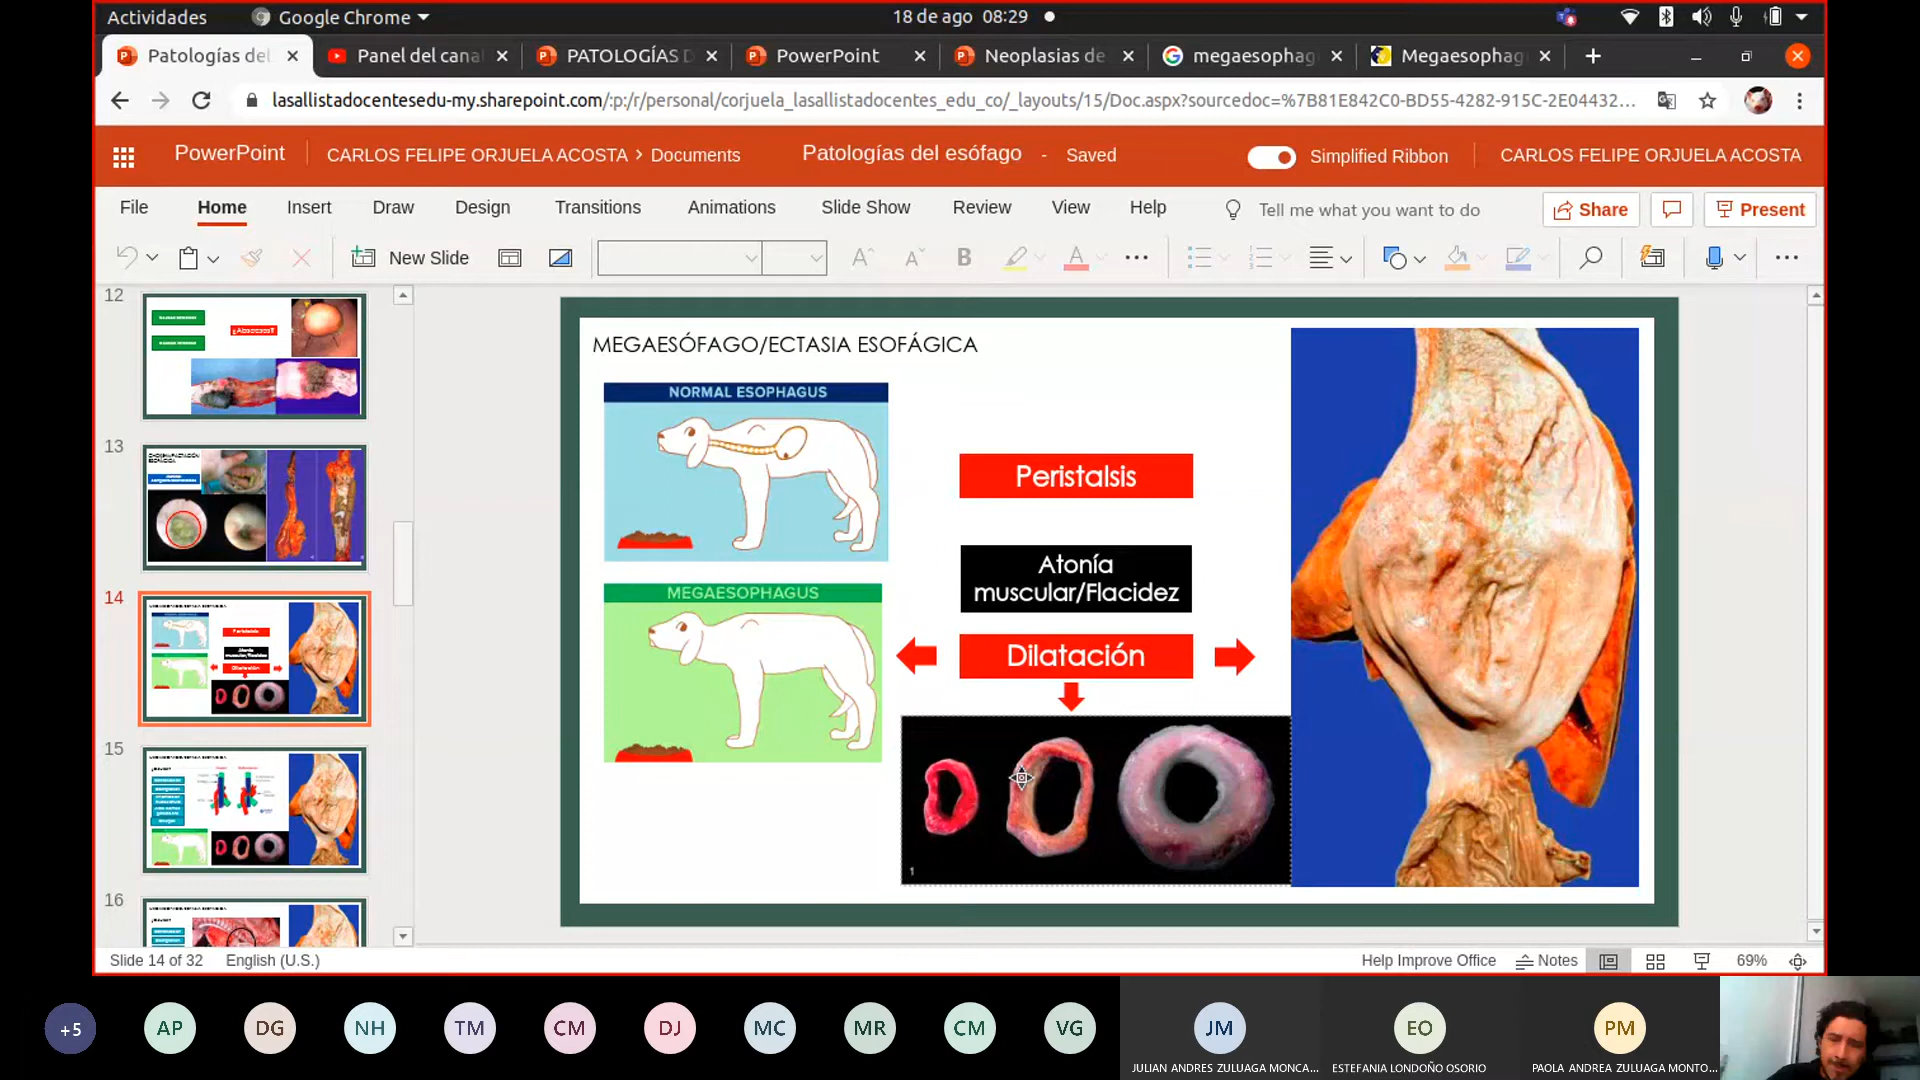 Actividades
Google Chrome
18 de ago 08:29
Patologías del
Panel del cana
PATOLOGÍAS D
PowerPoint
Neoplasias de
megaesophag
Megaesophag
lasallistadocentesedu-my.sharepoint.com/:p:/r/personal/corjuela_lasallistadocentes_edu_co/_layouts/15/Doc.aspx?sourcedoc=%7B81E842C0-BD55-4282-915C-2E04432...
PowerPoint
CARLOS FELIPE ORJUELA ACOSTA > Documents
Patologías del esófago - Saved
Simplified Ribbon
CARLOS FELIPE ORJUELA ACOSTA
File
Home
Insert
Draw
Design
Transitions
Animations
Slide Show
Review
View
Help
Tell me what you want to do
Share
Present
New Slide
12
13
14
15
16
MEGAESÓFAGO/ECTASIA ESOFÁGICA
NORMAL ESOPHAGUS
MEGAESOPHAGUS
Peristalsis
Atonía
muscular/Flacidez
Dilatación
1
Slide 14 of 32
English (U.S.)
Help Improve Office
Notes
69%
+5
AP
DG
NH
TM
CM
DJ
MC
MR
CM
VG
JM
EO
PM
JULIAN ANDRES ZULUAGA MONCA...
ESTEFANIA LONDOÑO OSORIO
PAOLA ANDREA ZULUAGA MONTO...